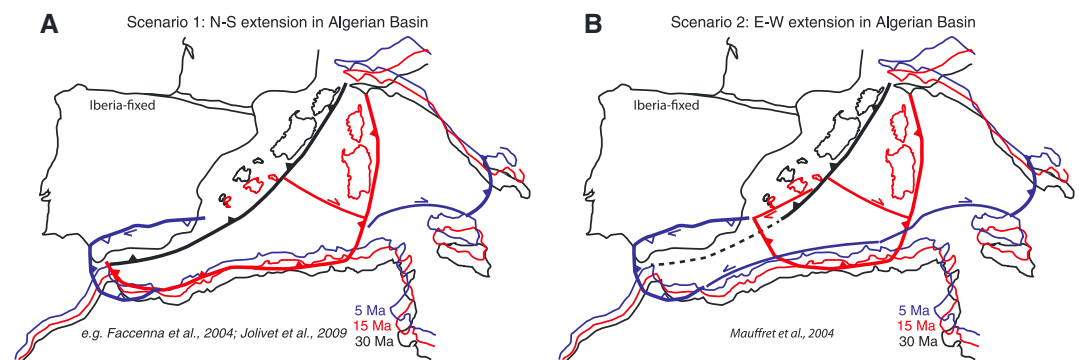 A
Scenario 1: N-S extension in Algerian Basin
Iberia-fixed
5 Ma
15 Ma
30 Ma
e.g. Faccenna et al., 2004; Jolivet et al., 2009
B
Scenario 2: E-W extension in Algerian Basin
Iberia-fixed
5 Ma
15 Ma
30 Ma
Mauffret et al., 2004